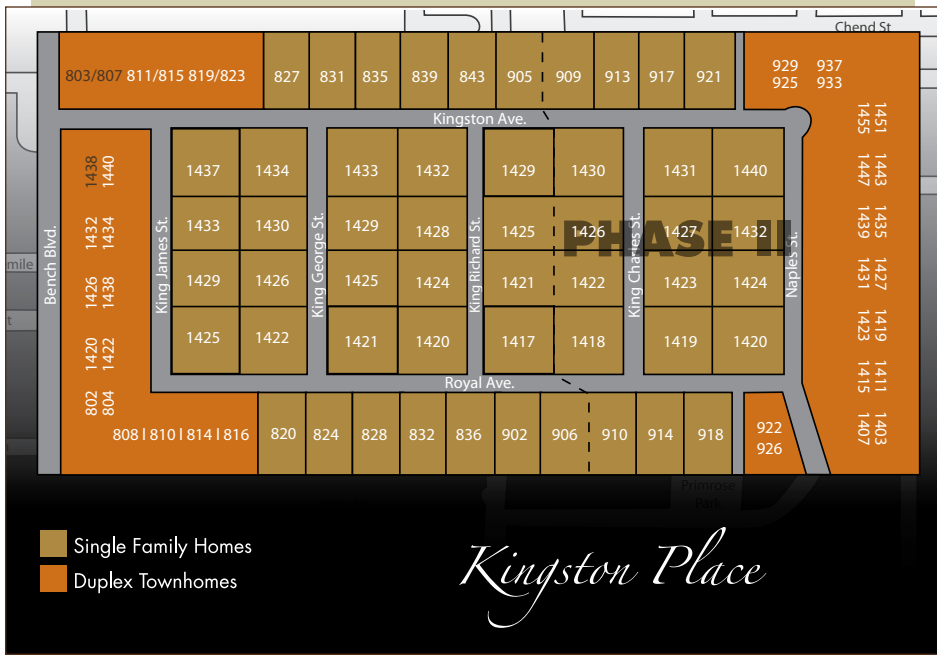 Chend St
803/807 811/815 819/823 827 831 835 839 843 905 909 913 917 921
929 937
925 933
Kingston Ave.
1451
1455
1443
1447
1435
1439
1427
1431
1419
1423
1411
1415
1403
1407
1438
1440
1432
1434
1426
1438
1420
1422
802
804
Bench Blvd.
King James St.
King George St.
King Richard St.
King Charles St.
Naples St.
mile
t
1437 1434 1433 1432 1429 1430 1431 1440
1433 1430 1429 1428 1425 1426 1427 1432
PHASE II
1429 1426 1425 1424 1421 1422 1423 1424
1425 1422 1421 1420 1417 1418 1419 1420
Royal Ave.
808 | 810 | 814 | 816 820 824 828 832 836 902 906 910 914 918
922
926
Primrose
Park
Single Family Homes
Duplex Townhomes
Kingston Place